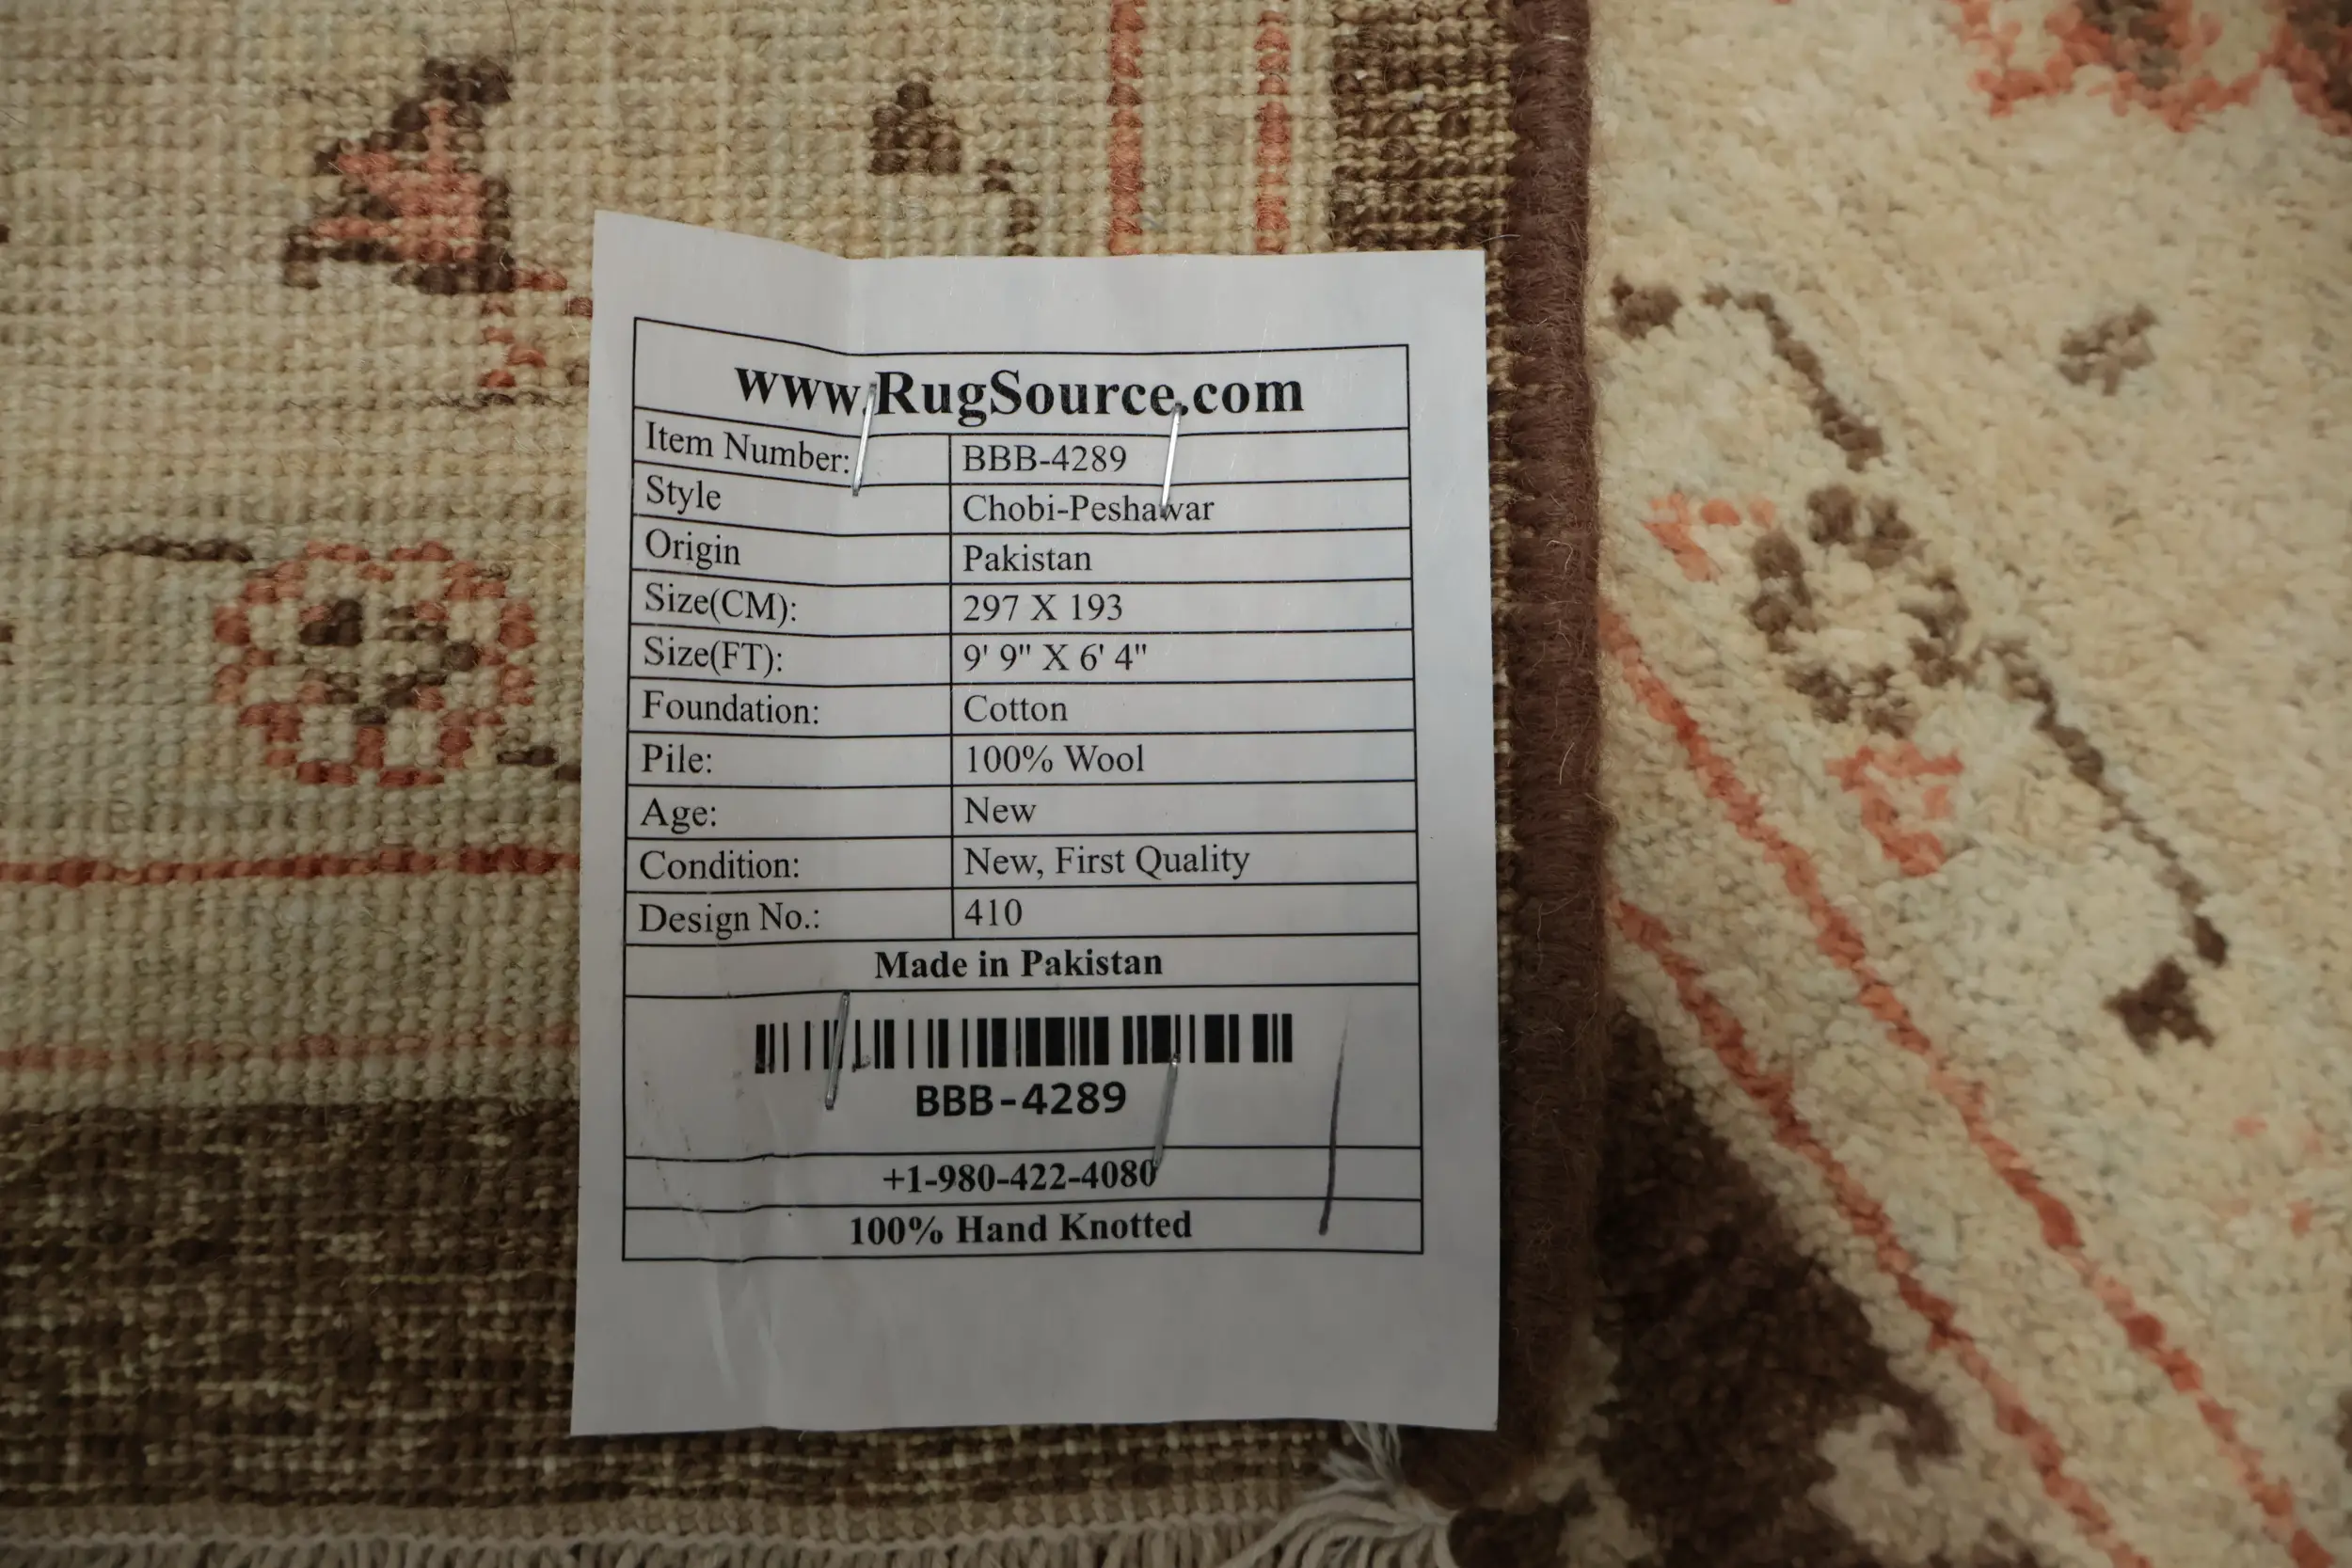 www.RugSource.com
Item Number: BBB-4289
Style Chobi-Peshawar
Origin Pakistan
Size(CM): 297 X 193
Size(FT): 9' 9" X 6' 4"
Foundation: Cotton
Pile: 100% Wool
Age: New
Condition: New, First Quality
Design No.: 410
Made in Pakistan
BBB-4289
+1-980-422-4080
100% Hand Knotted